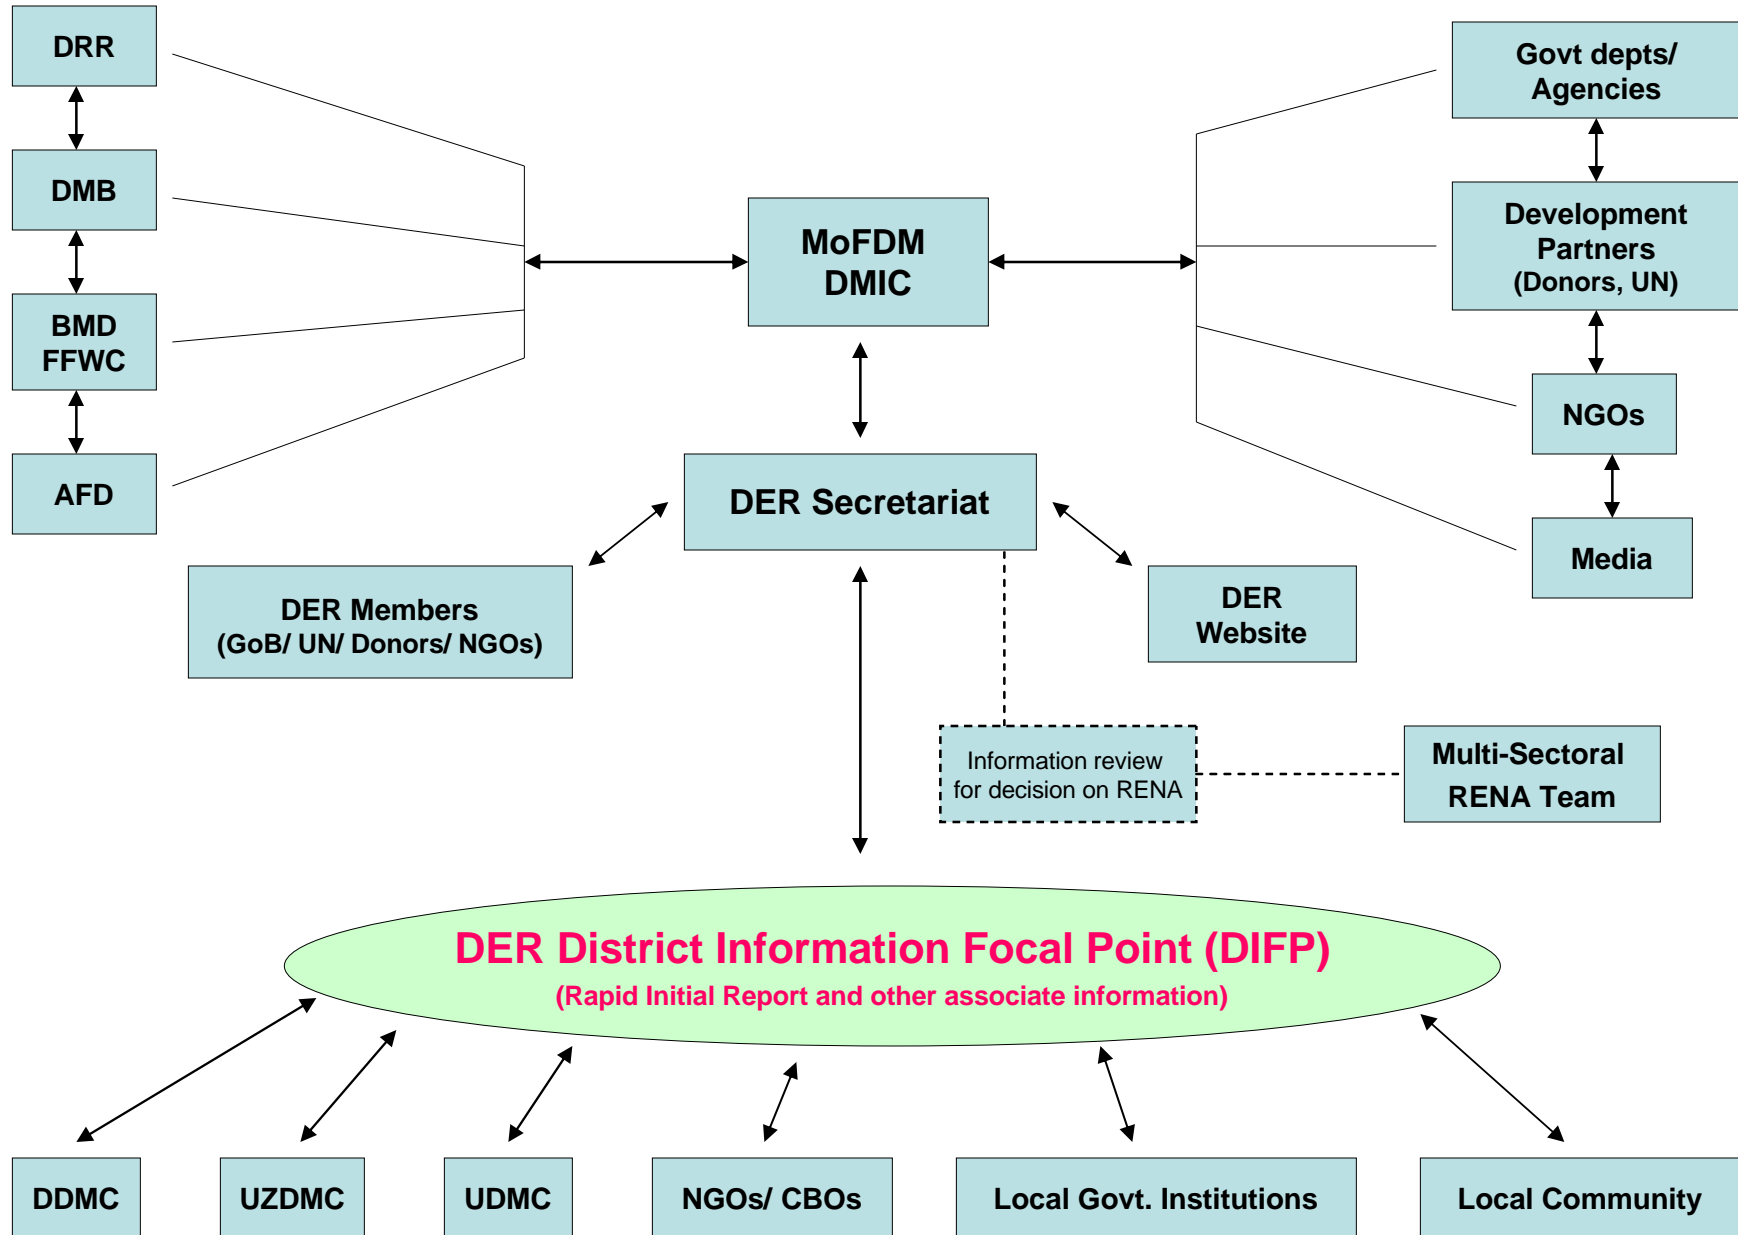 DRR
Govt depts/
Agencies
DMB
Development
Partners
(Donors, UN)
MoFDM
DMIC
BMD
FFWC
NGOs
AFD
DER Secretariat
Media
DER Members
(GoB/ UN/ Donors/ NGOs)
DER
Website
Information review
for decision on RENA
Multi-Sectoral
RENA Team
DER District Information Focal Point (DIFP)
(Rapid Initial Report and other associate information)
DDMC
UZDMC
UDMC
NGOs/ CBOs
Local Govt. Institutions
Local Community